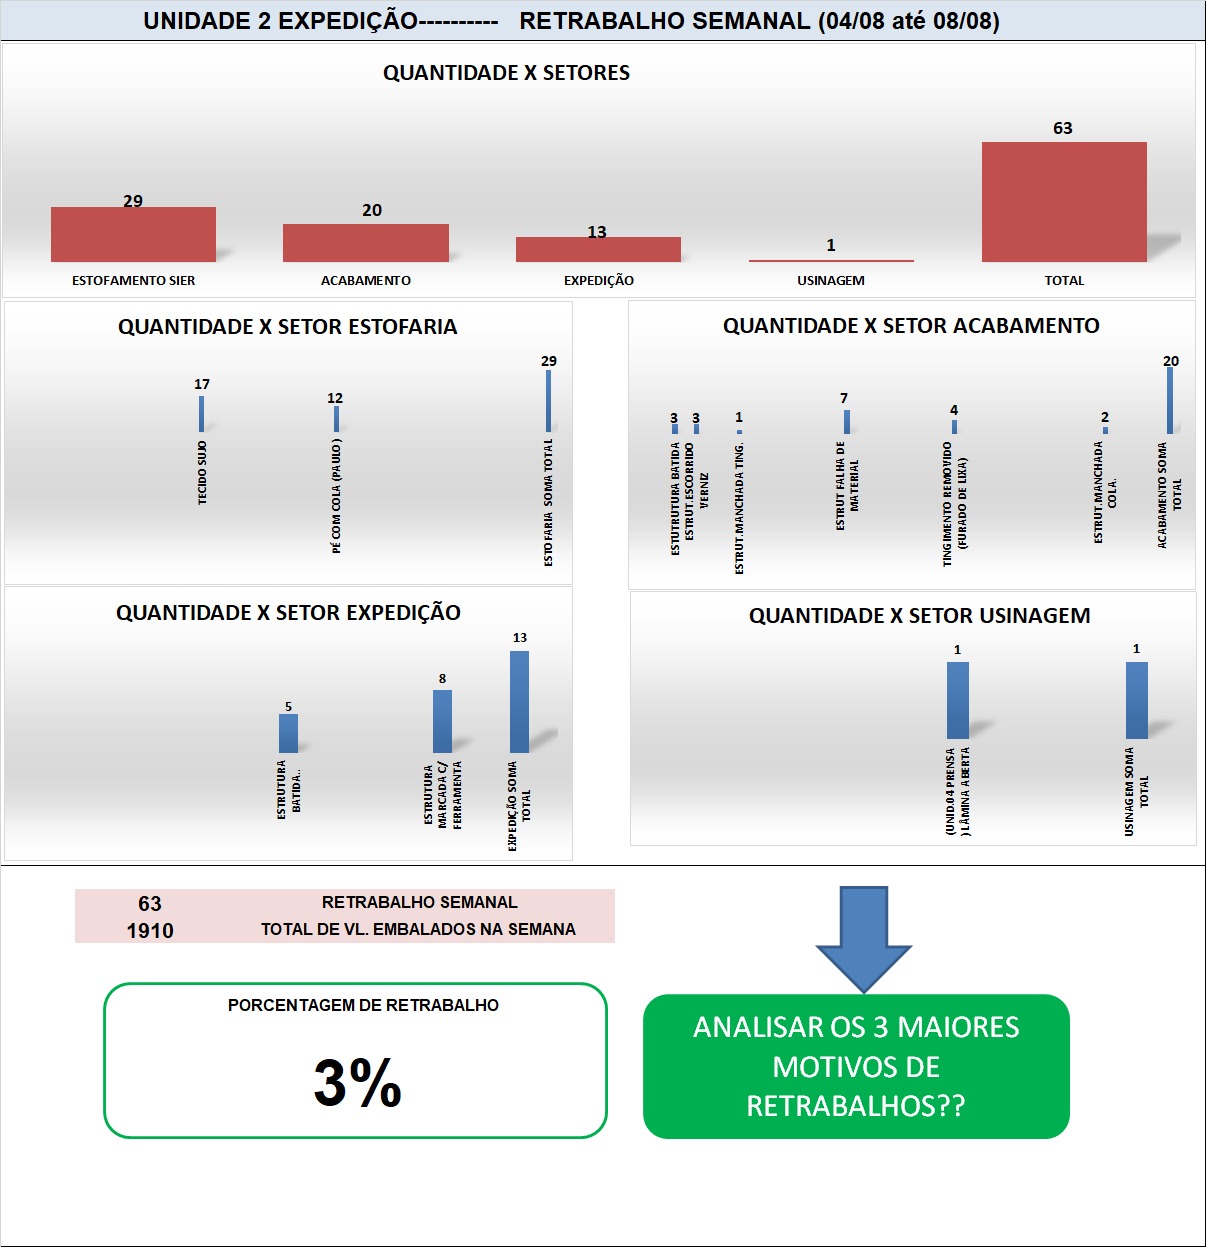 UNIDADE 2 EXPEDIÇÃO---------- RETRABALHO SEMANAL (04/08 até 08/08)
QUANTIDADE X SETORES
29
20
13
1
63
ESTOFAMENTO SIER
ACABAMENTO
EXPEDIÇÃO
USINAGEM
TOTAL
QUANTIDADE X SETOR ESTOFARIA
17
12
29
TECIDO SUJO
PÉ COM COLA (PAULO)
ESTOFARIA SOMA TOTAL
QUANTIDADE X SETOR ACABAMENTO
3
3
1
7
4
2
20
ESTUTRUTURA BATIDA
ESTRUT.ESCORRIDO
VERNIZ
ESTRUT.MANCHADA TING.
ESTRUT FALHA DE
MATERIAL
TINGIMENTO REMOVIDO
(FURADO DE LIXA)
ESTRUT.MANCHADA
COLA.
ACABAMENTO SOMA
TOTAL
QUANTIDADE X SETOR EXPEDIÇÃO
5
8
13
ESTRUTURA
BATIDA..
ESTRUTURA
MARCADA C/
FERRAMENTA
EXPEDIÇÃO SOMA
TOTAL
QUANTIDADE X SETOR USINAGEM
1
1
(UNID.04 PRENSA
) LÂMINA ABERTA
USINAGEM SOMA
TOTAL
63 RETRABALHO SEMANAL
1910 TOTAL DE VL. EMBALADOS NA SEMANA
PORCENTAGEM DE RETRABALHO
3%
ANALISAR OS 3 MAIORES
MOTIVOS DE
RETRABALHOS??